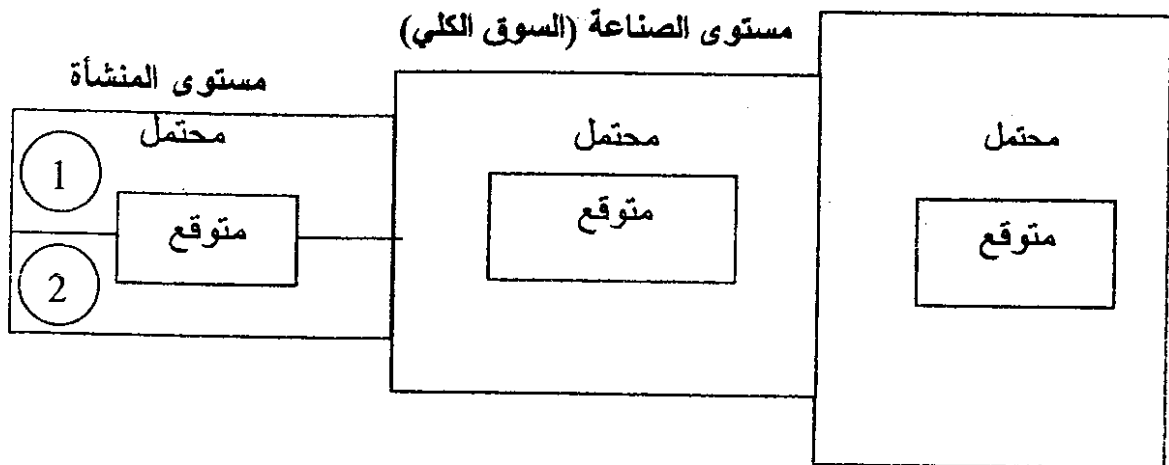 مستوى الصناعة (السوق الكلي)
مستوى المنشأة
محتمل
محتمل
محتمل
1
متوقع
متوقع
متوقع
2